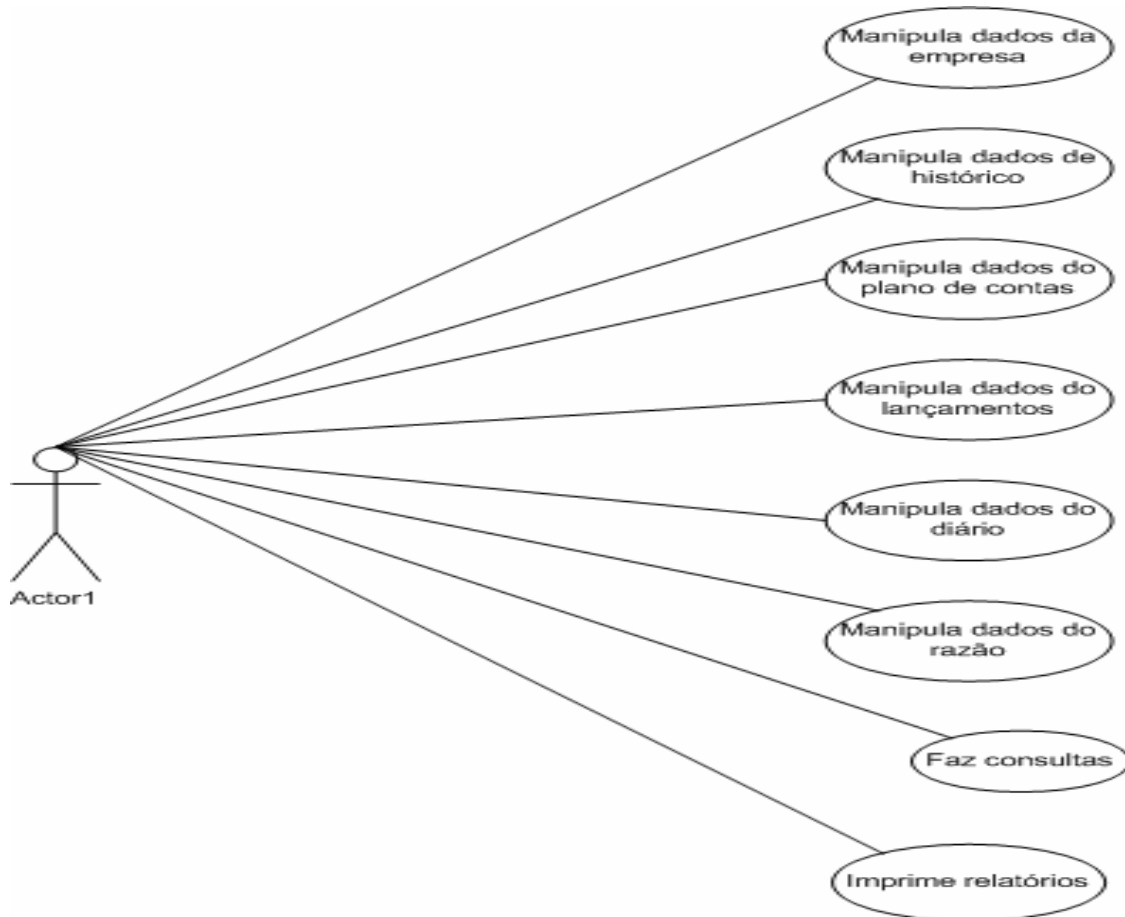 Manipula dados da
empresa
Manipula dados de
histórico
Manipula dados do
plano de contas
Manipula dados do
lançamentos
Manipula dados do
diário
Actor1
Manipula dados do
razão
Faz consultas
Imprime relatórios